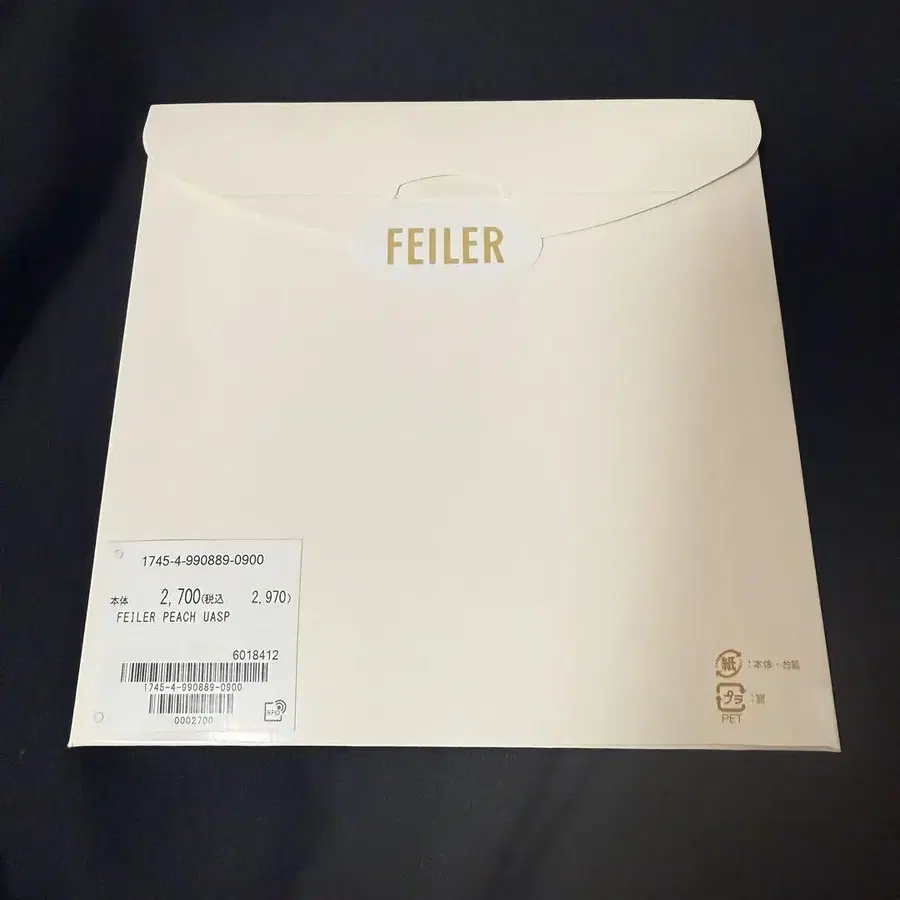 FEILER
1745-4-990889-0900
本体 2,700(税込 2,970)
FEILER PEACH UASP
6018412
1745-4-990889-0900
0002700
紙 :本体・台紙
プラ :窓
PET